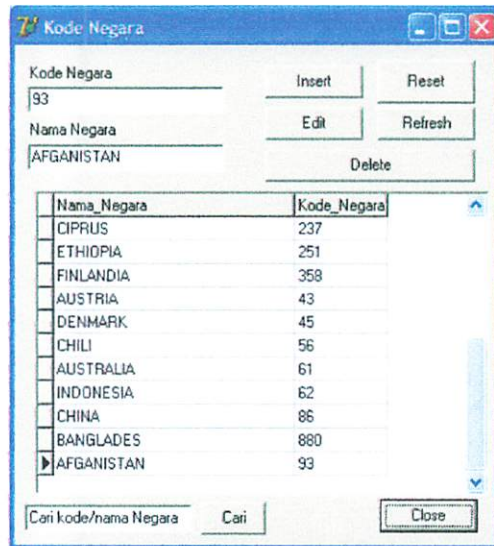 Kode Negara
Kode Negara
93
Nama Negara
AFGANISTAN
Insert
Reset
Edit
Refresh
Delete
Nama_Negara Kode_Negara
CIPRUS 237
ETHIOPIA 251
FINLANDIA 358
AUSTRIA 43
DENMARK 45
CHILI 56
AUSTRALIA 61
INDONESIA 62
CHINA 86
BANGLADES 880
AFGANISTAN 93
Cari kode/nama Negara
Cari
Close